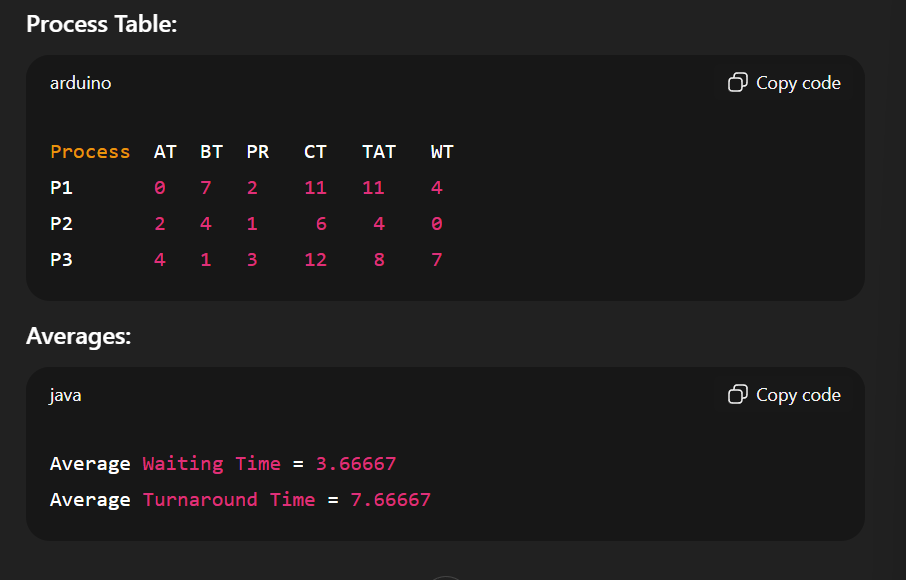 Process Table:
arduino
Copy code
Process AT BT PR CT TAT WT
P1 0 7 2 11 11 4
P2 2 4 1 6 4 0
P3 4 1 3 12 8 7
Averages:
java
Copy code
Average Waiting Time = 3.66667
Average Turnaround Time = 7.66667